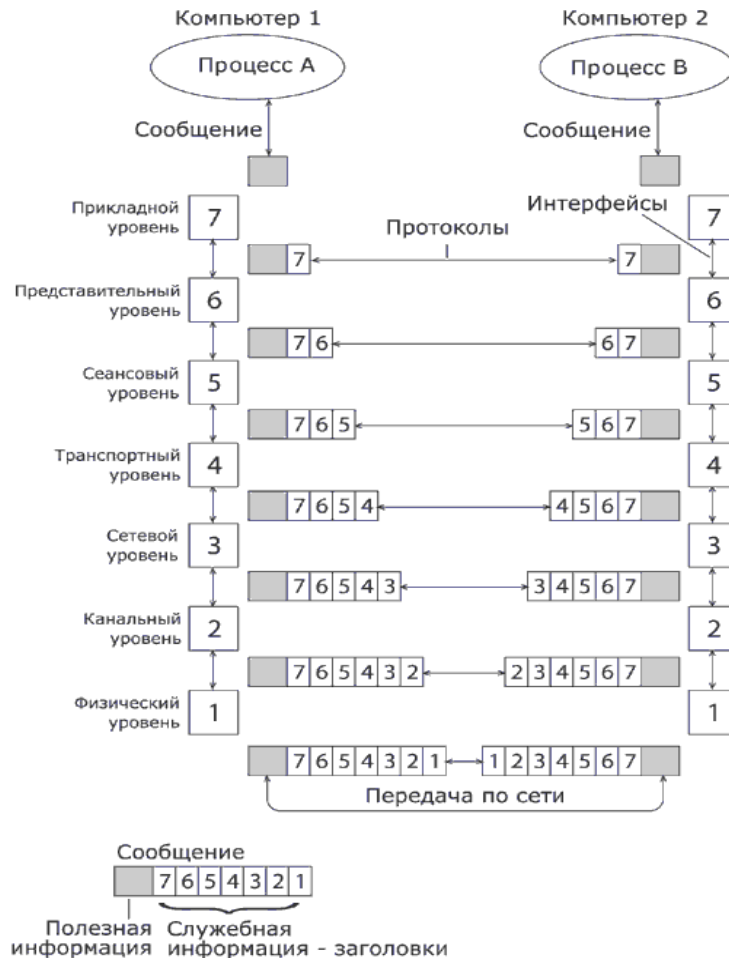 Компьютер 1
Компьютер 2
Процесс А
Процесс В
Сообщение
Сообщение
Прикладной
уровень
7
Интерфейсы
7
Протоколы
7
7
Представительный
уровень
6
6
7 6
6 7
Сеансовый
уровень
5
5
7 6 5
5 6 7
Транспортный
уровень
4
4
7 6 5 4
4 5 6 7
Сетевой
уровень
3
3
7 6 5 4 3
3 4 5 6 7
Канальный
уровень
2
2
7 6 5 4 3 2
2 3 4 5 6 7
Физический
уровень
1
1
7 6 5 4 3 2 1
1 2 3 4 5 6 7
Передача по сети
Сообщение
7 6 5 4 3 2 1
Полезная
информация
Служебная
информация - заголовки